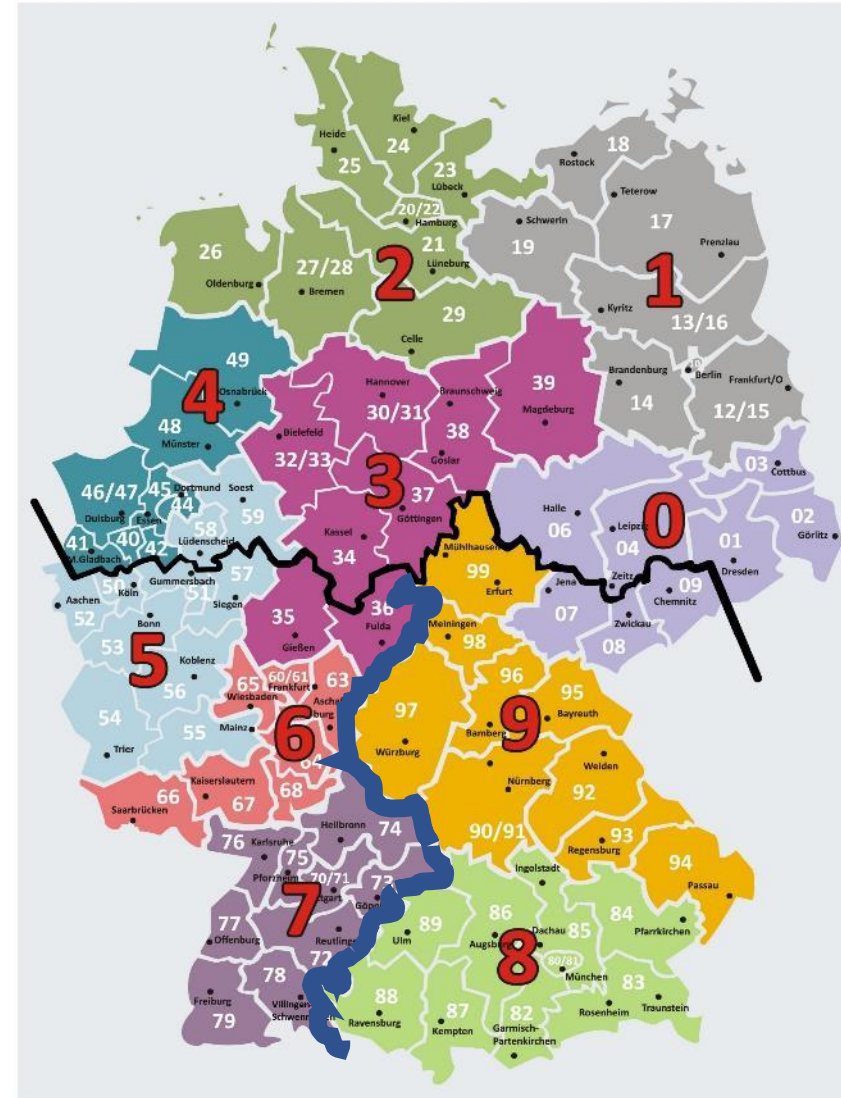 Kiel
18
Heide
24
Rostock
25
23
Teterow
Lübeck
20/22
Hamburg
Schwerin
17
26
21
19
Prenzlau
27/28
Lüneburg
2
1
Oldenburg
Bremen
Kyritz
29
13/16
Celle
49
39
Brandenburg
Berlin
Frankfurt/O
Hannover
Braunschweig
4
Osnabrück
30/31
Magdeburg
14
12/15
48
Bielefeld
38
Münster
32/33
Goslar
03
Cottbus
3
46/47
45
Dortmund
Soest
37
Halle
0
02
Duisburg
Essen
44
59
Göttingen
06
Leipzig
58
Görlitz
41
40
42
Lüdenscheid
Kassel
04
01
M.Gladbach
34
Mühlhausen
Dresden
57
99
Jena
Zeitz
Gummersbach
50
Köln
51
Erfurt
09
Aachen
Siegen
36
07
Chemnitz
52
Bonn
35
Fulda
Meiningen
Zwickau
53
Gießen
98
08
5
Koblenz
96
60/61
65
Frankfurt
63
95
56
Wiesbaden
97
9
Bayreuth
54
Mainz
6
Bamberg
55
Würzburg
Trier
64
Weiden
Nürnberg
92
Kaiserslautern
68
66
67
Saarbrücken
74
90/91
93
76
Heilbronn
Karlsruhe
Regensburg
75
Ingolstadt
94
Pforzheim
70/71
73
Passau
7
77
86
84
89
Dachau
85
Offenburg
Ulm
Augsburg
8
Pfarrkirchen
72
80/81
78
München
88
83
Freiburg
87
82
Traunstein
79
Ravensburg
Rosenheim
Kempton
Garmisch-
Partenkirchen